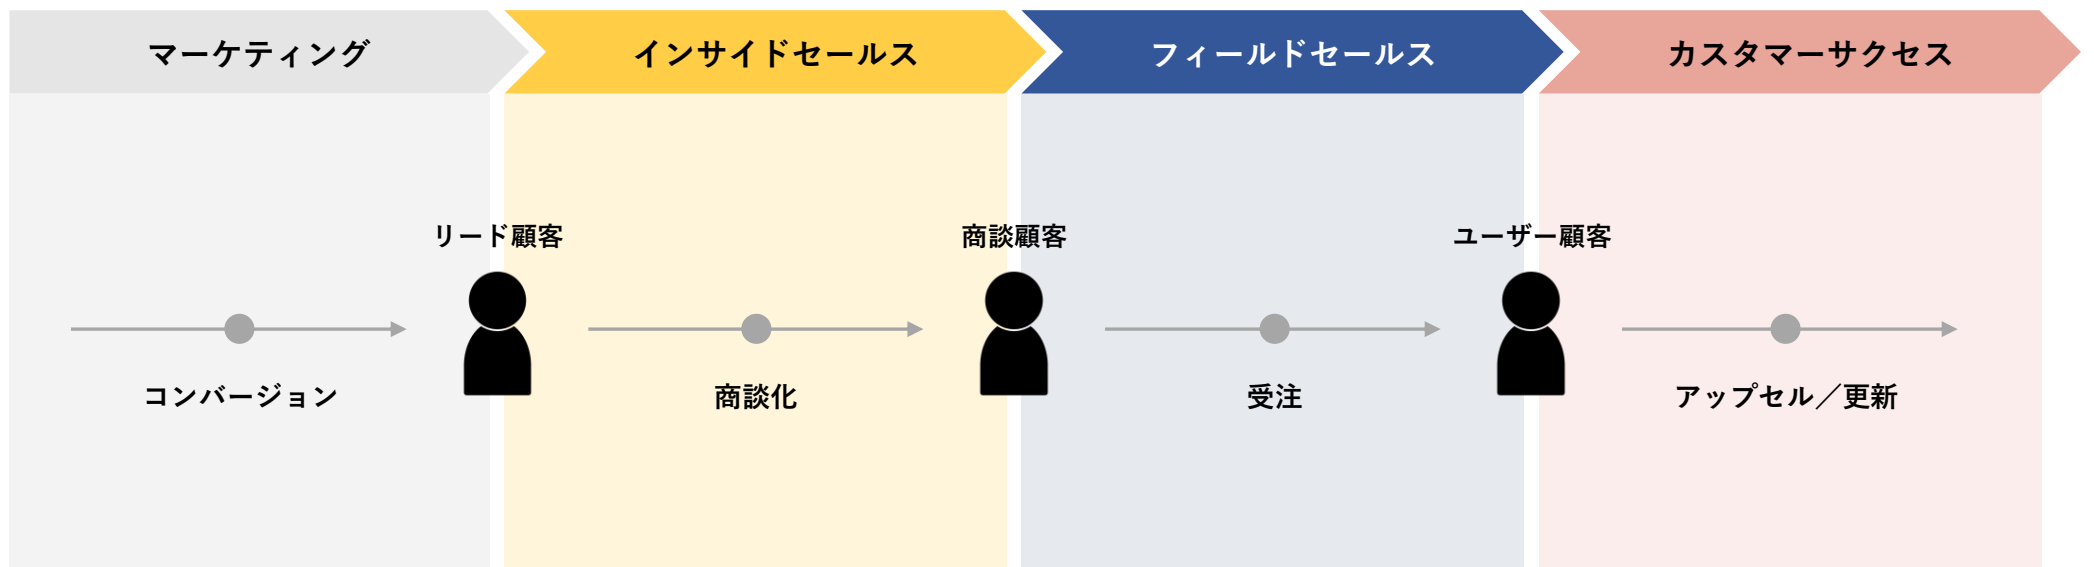 マーケティング
インサイドセールス
フィールドセールス
カスタマーサクセス
リード顧客
商談顧客
ユーザー顧客
コンバージョン
商談化
受注
アップセル／更新